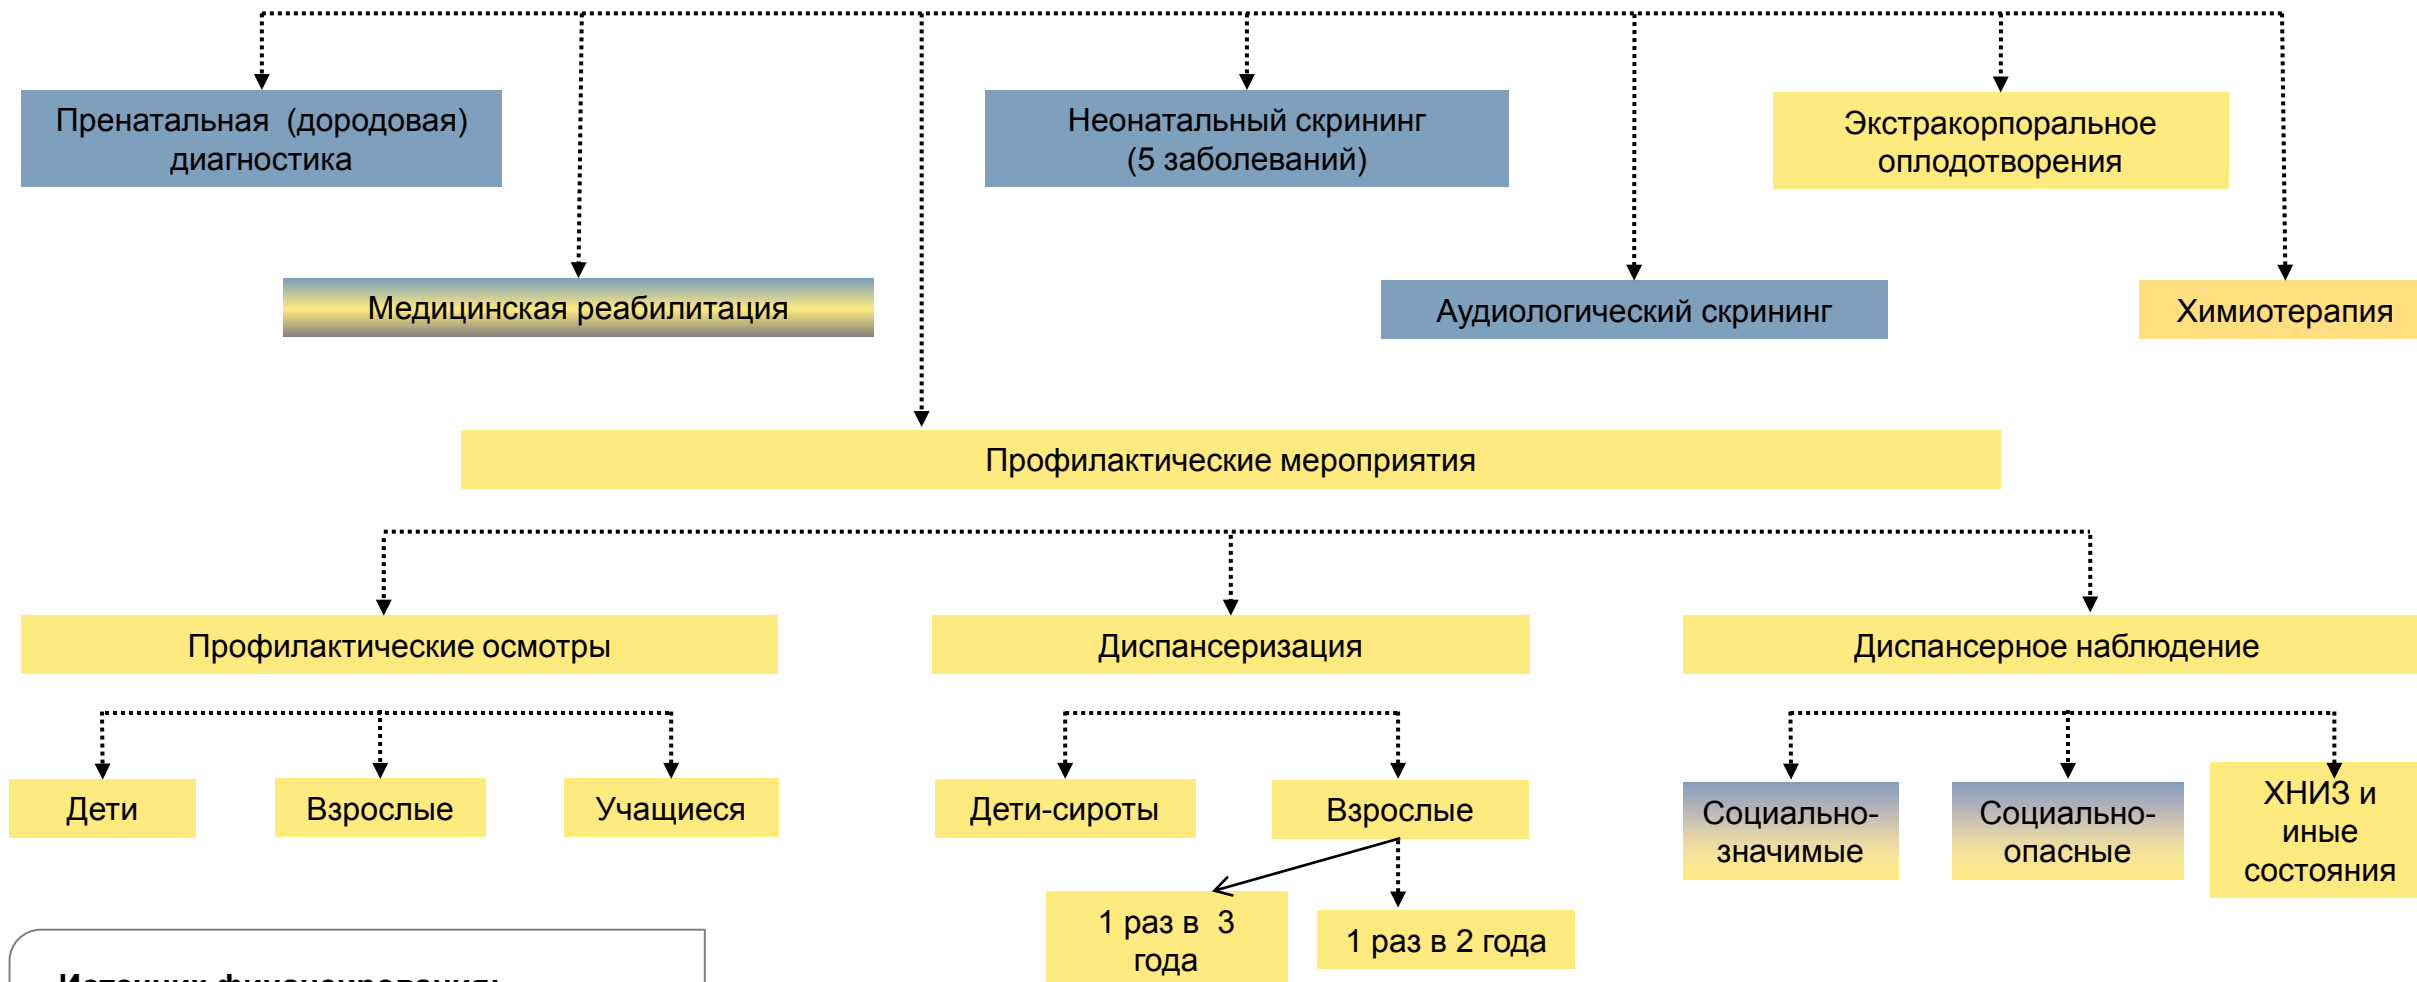 Пренатальная (дородовая)
диагностика
Неонатальный скрининг
(5 заболеваний)
Экстракорпоральное
оплодотворения
Медицинская реабилитация
Аудиологический скрининг
Химиотерапия
Профилактические мероприятия
Профилактические осмотры
Диспансеризация
Диспансерное наблюдение
Дети
Взрослые
Учащиеся
Дети-сироты
Взрослые
Социально-
значимые
Социально-
опасные
ХНИЗ и
иные
состояния
1 раз в 3
года
1 раз в 2 года
Источник финансирования: